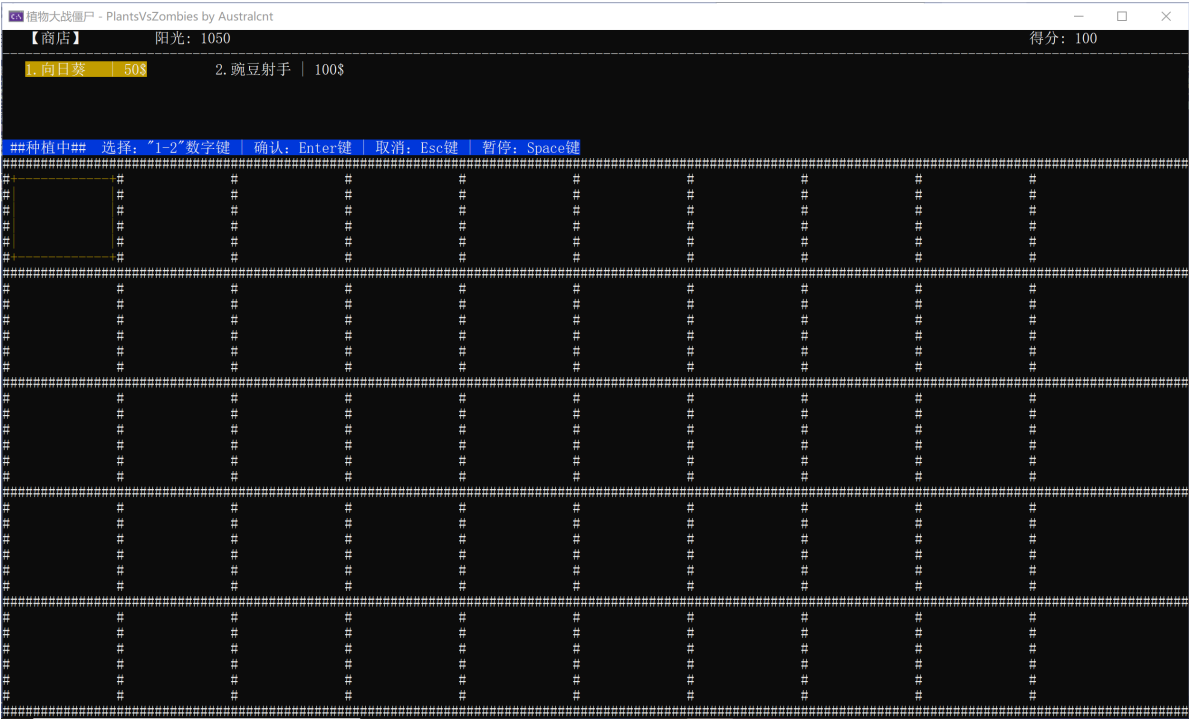 植物大战僵尸 - PlantsVsZombies by Australcnt
【商店】 阳光: 1050 得分: 100
1.向日葵 | 50$ 2.豌豆射手 | 100$
##种植中## 选择: "1-2"数字键 | 确认: Enter键 | 取消: Esc键 | 暂停: Space键